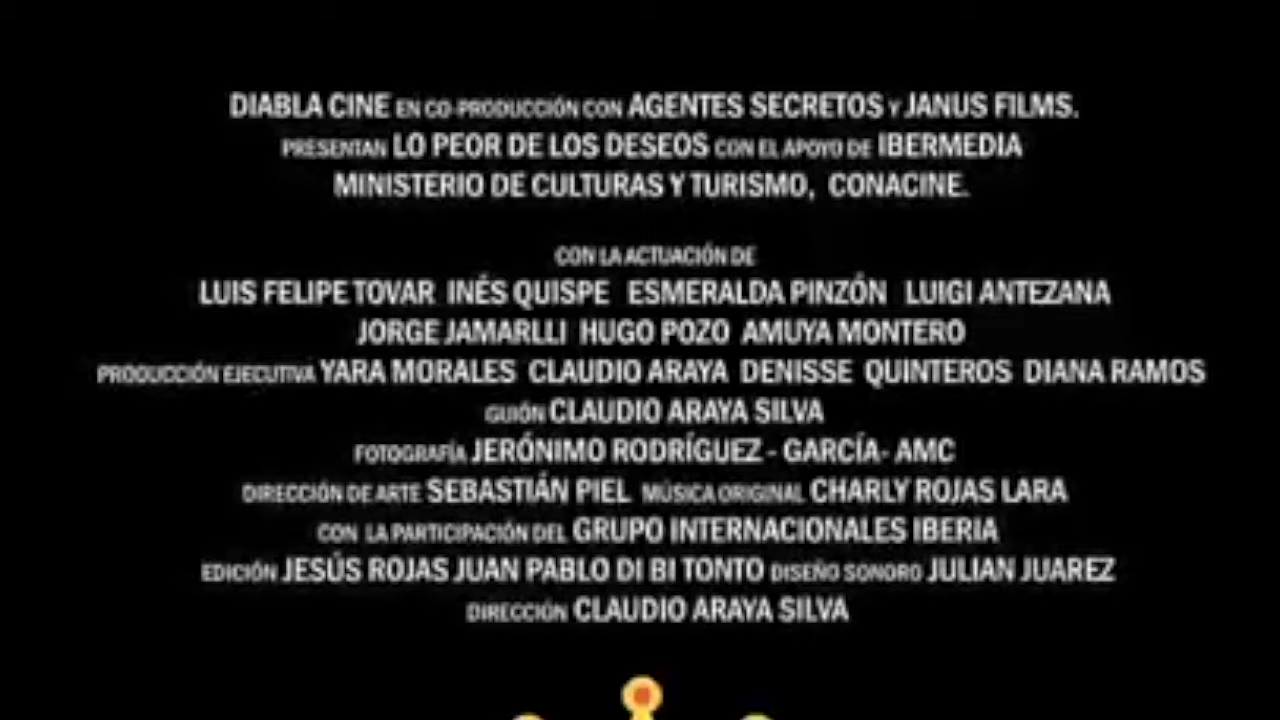 DIABLA CINE EN CO-PRODUCCIÓN CON AGENTES SECRETOS Y JANUS FILMS.
PRESENTAN LO PEOR DE LOS DESEOS CON EL APOYO DE IBERMEDIA
MINISTERIO DE CULTURAS Y TURISMO, CONACINE.
CON LA ACTUACIÓN DE
LUIS FELIPE TOVAR INÉS QUISPE ESMERALDA PINZÓN LUIGI ANTEZANA
JORGE JAMARLLI HUGO POZO AMUYA MONTERO
PRODUCCIÓN EJECUTIVA YARA MORALES CLAUDIO ARAYA DENISSE QUINTEROS DIANA RAMOS
GUIÓN CLAUDIO ARAYA SILVA
FOTOGRAFÍA JERÓNIMO RODRÍGUEZ - GARCÍA- AMC
DIRECCIÓN DE ARTE SEBASTIÁN PIEL MÚSICA ORIGINAL CHARLY ROJAS LARA
CON LA PARTICIPACIÓN DEL GRUPO INTERNACIONALES IBERIA
EDICIÓN JESÚS ROJAS JUAN PABLO DI BI TONTO DISEÑO SONORO JULIAN JUAREZ
DIRECCIÓN CLAUDIO ARAYA SILVA